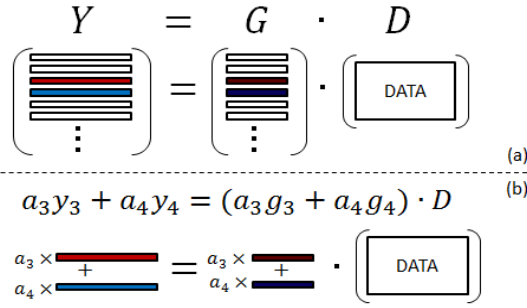 Y = G · D
= · DATA
⋮ ⋮
(a)
(b)
a₃y₃ + a₄y₄ = (a₃g₃ + a₄g₄) · D
a₃ × a₃ ×
+ = + · DATA
a₄ × a₄ ×